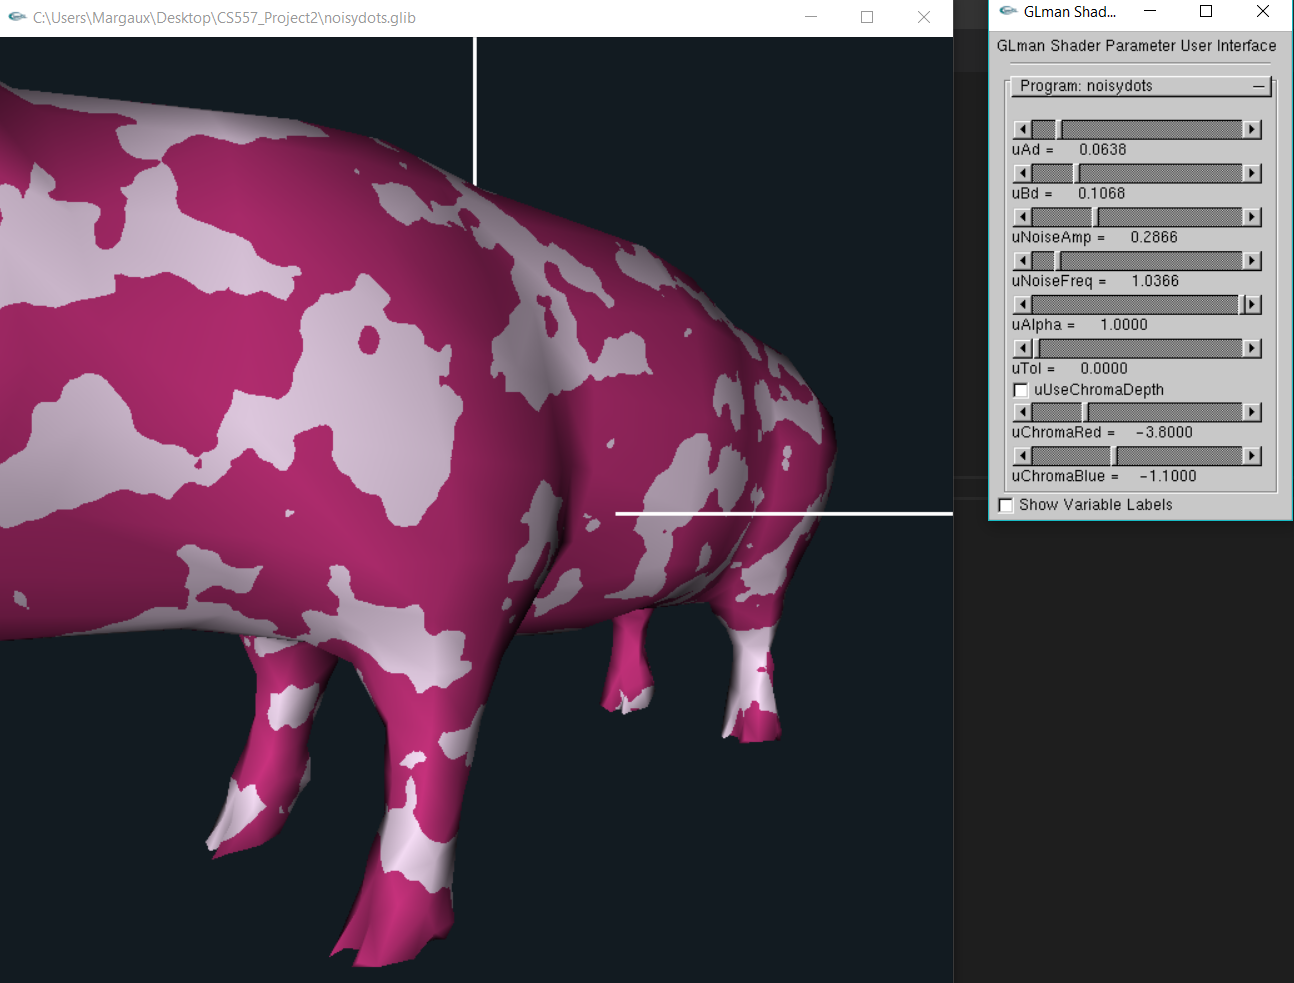 C:\Users\Margaux\Desktop\CS557_Project2\noisydots.glib
GLman Shad...
GLman Shader Parameter User Interface
Program: noisydots
uAd = 0.0638
uBd = 0.1068
uNoiseAmp = 0.2866
uNoiseFreq = 1.0366
uAlpha = 1.0000
uTol = 0.0000
uUseChromaDepth
uChromaRed = -3.8000
uChromaBlue = -1.1000
Show Variable Labels